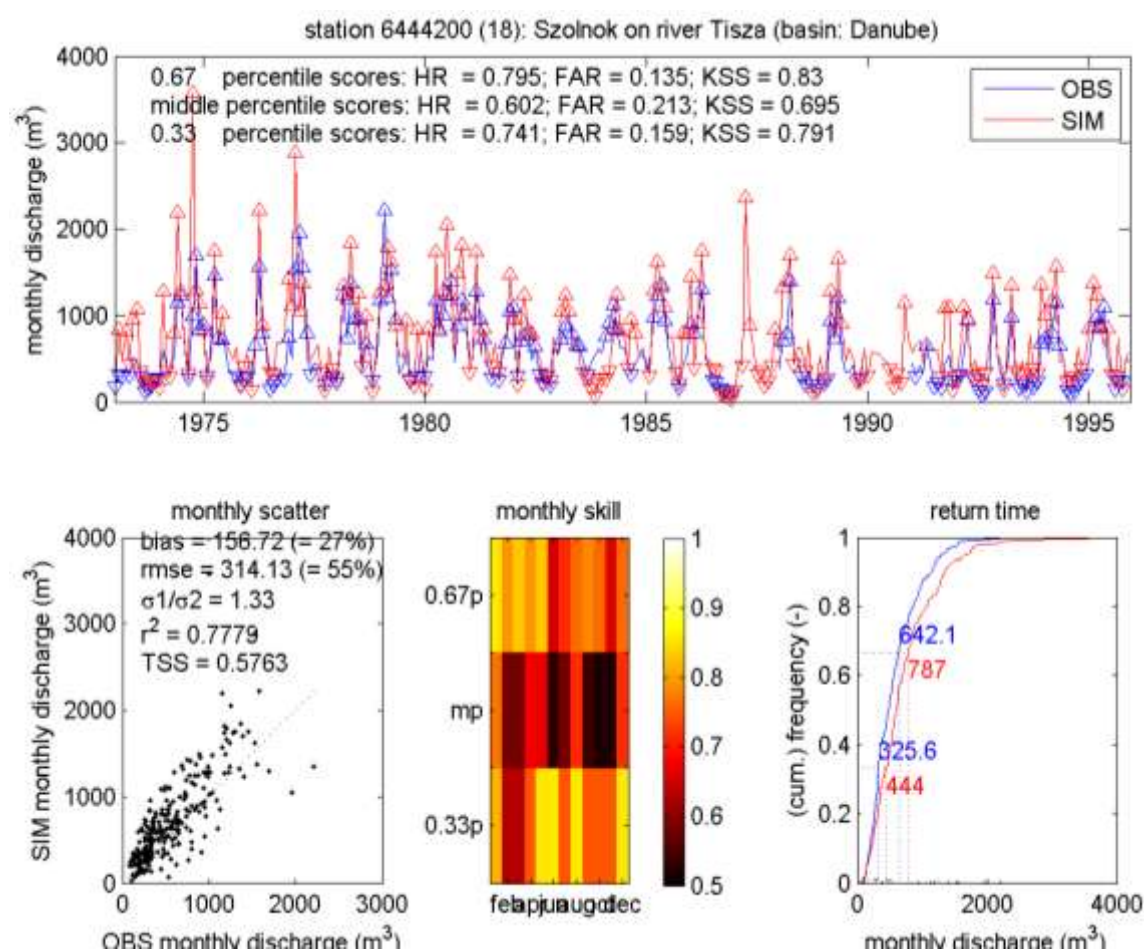 station 6444200 (18): Szolnok on river Tisza (basin: Danube)
4000
3000
2000
1000
0
monthly discharge (m³)
0.67 percentile scores: HR = 0.795; FAR = 0.135; KSS = 0.83
middle percentile scores: HR = 0.602; FAR = 0.213; KSS = 0.695
0.33 percentile scores: HR = 0.741; FAR = 0.159; KSS = 0.791
OBS
SIM
1975 1980 1985 1990 1995
monthly scatter
bias = 156.72 (= 27%)
rmse = 314.13 (= 55%)
σ1/σ2 = 1.33
r² = 0.7779
TSS = 0.5763
4000
3000
2000
1000
0
SIM monthly discharge (m³)
0 1000 2000 3000
OBS monthly discharge (m³)
monthly skill
0.67p
mp
0.33p
feb apr jun aug oct dec
1
0.9
0.8
0.7
0.6
0.5
return time
1
0.8
0.6
0.4
0.2
0
(cum.) frequency (-)
642.1
787
325.6
444
0 2000 4000
monthly discharge (m³)